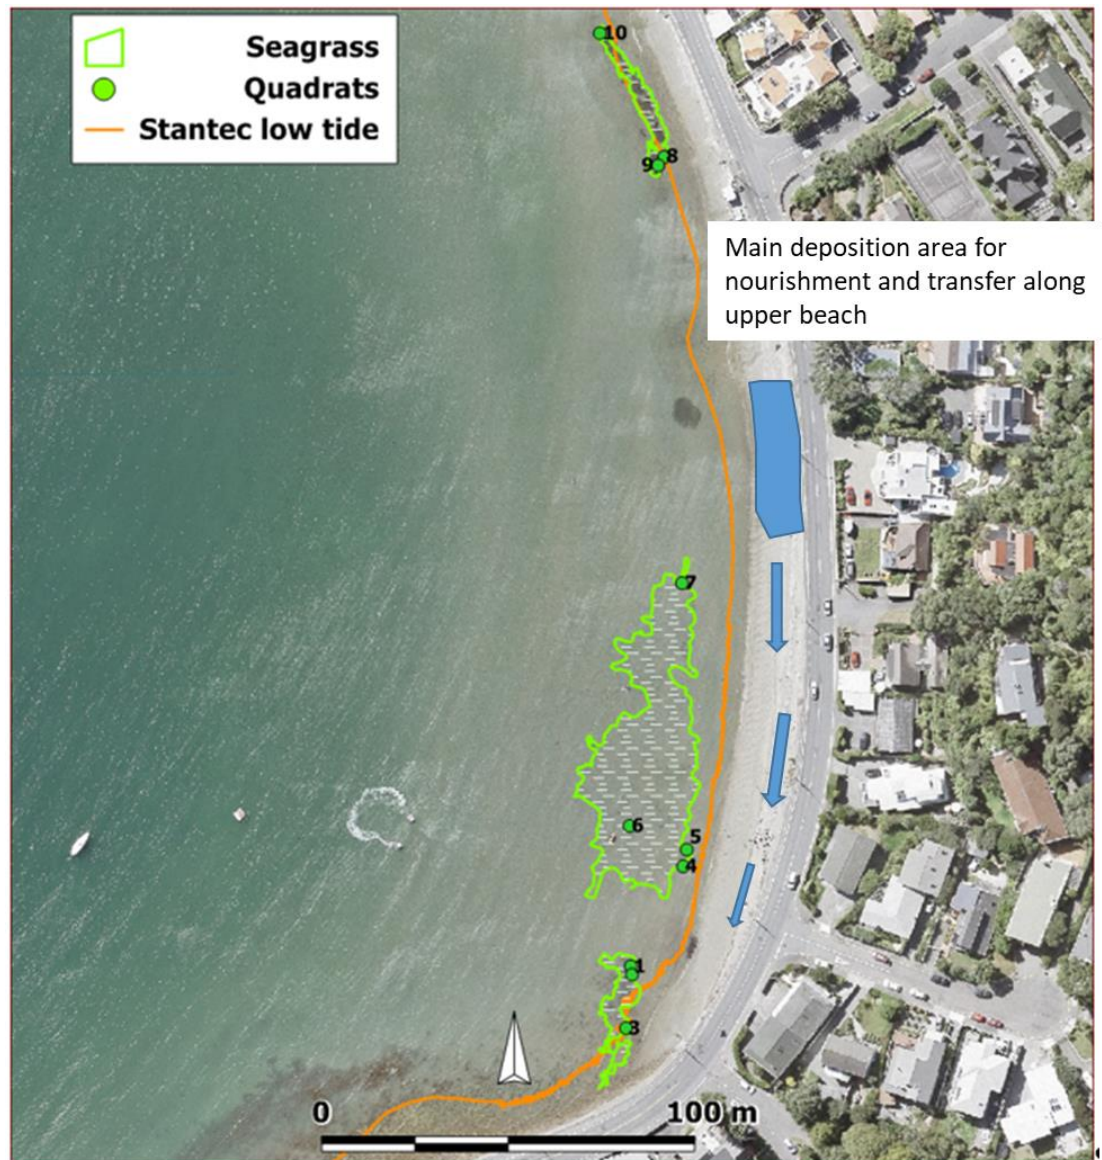 Seagrass
Quadrats
Stantec low tide
10
8
9
Main deposition area for
nourishment and transfer along
upper beach
7
6
5
4
1
3
0
100 m